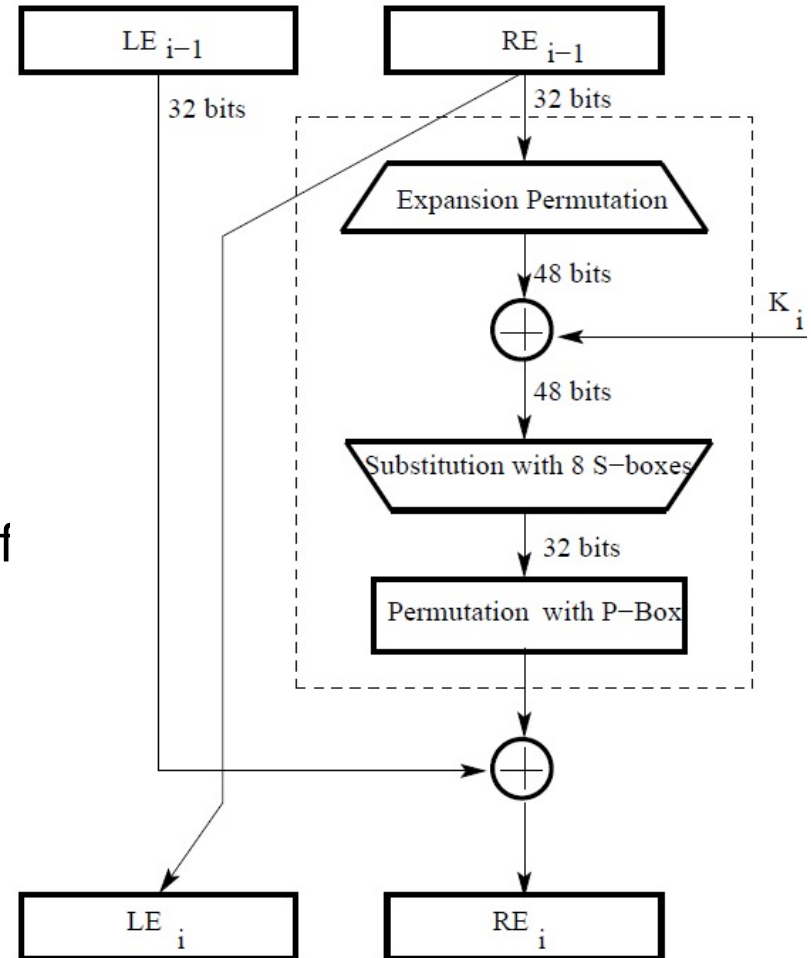 LE i−1
RE i−1
32 bits
32 bits
Expansion Permutation
48 bits
K i
48 bits
Substitution with 8 S−boxes
f
32 bits
Permutation with P−Box
LE i
RE i